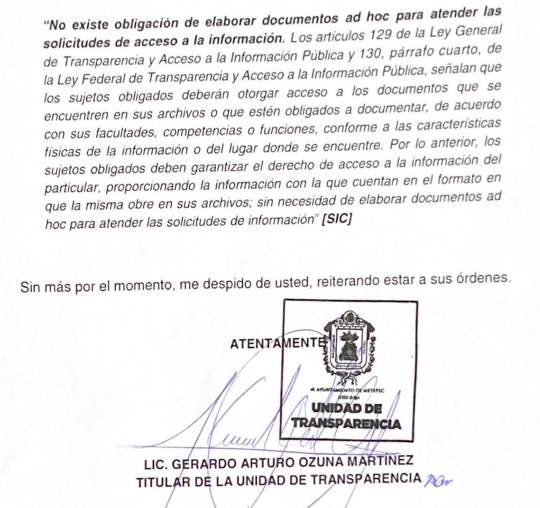 “No existe obligación de elaborar documentos ad hoc para atender las
solicitudes de acceso a la información. Los artículos 129 de la Ley General
de Transparencia y Acceso a la Información Pública y 130, párrafo cuarto, de
la Ley Federal de Transparencia y Acceso a la Información Pública, señalan que
los sujetos obligados deberán otorgar acceso a los documentos que se
encuentren en sus archivos o que estén obligados a documentar, de acuerdo
con sus facultades, competencias o funciones, conforme a las características
físicas de la información o del lugar donde se encuentre. Por lo anterior, los
sujetos obligados deben garantizar el derecho de acceso a la información del
particular, proporcionando la información con la que cuentan en el formato en
que la misma obre en sus archivos; sin necesidad de elaborar documentos ad
hoc para atender las solicitudes de información” [SIC]
Sin más por el momento, me despido de usted, reiterando estar a sus órdenes.
ATENTAMENTE
AYUNTAMIENTO DE METEPEC
UNIDAD DE
TRANSPARENCIA
LIC. GERARDO ARTURO OZUNA MARTÍNEZ
TITULAR DE LA UNIDAD DE TRANSPARENCIA